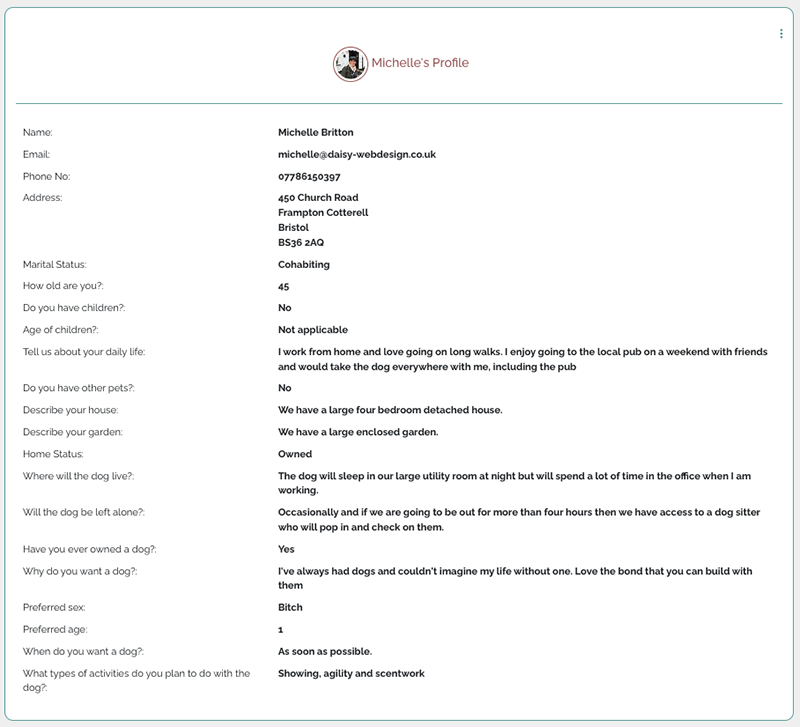 Michelle's Profile
Name: Michelle Britton
Email: michelle@daisy-webdesign.co.uk
Phone No: 07786150397
Address: 450 Church Road
Frampton Cotterell
Bristol
BS36 2AQ
Marital Status: Cohabiting
How old are you?: 45
Do you have children?: No
Age of children?: Not applicable
Tell us about your daily life: I work from home and love going on long walks. I enjoy going to the local pub on a weekend with friends
and would take the dog everywhere with me, including the pub
Do you have other pets?: No
Describe your house: We have a large four bedroom detached house.
Describe your garden: We have a large enclosed garden.
Home Status: Owned
Where will the dog live?: The dog will sleep in our large utility room at night but will spend a lot of time in the office when I am
working.
Will the dog be left alone?: Occasionally and if we are going to be out for more than four hours then we have access to a dog sitter
who will pop in and check on them.
Have you ever owned a dog?: Yes
Why do you want a dog?: I've always had dogs and couldn't imagine my life without one. Love the bond that you can build with
them
Preferred sex: Bitch
Preferred age: 1
When do you want a dog?: As soon as possible.
What types of activities do you plan to do with the Showing, agility and scentwork
dog?: